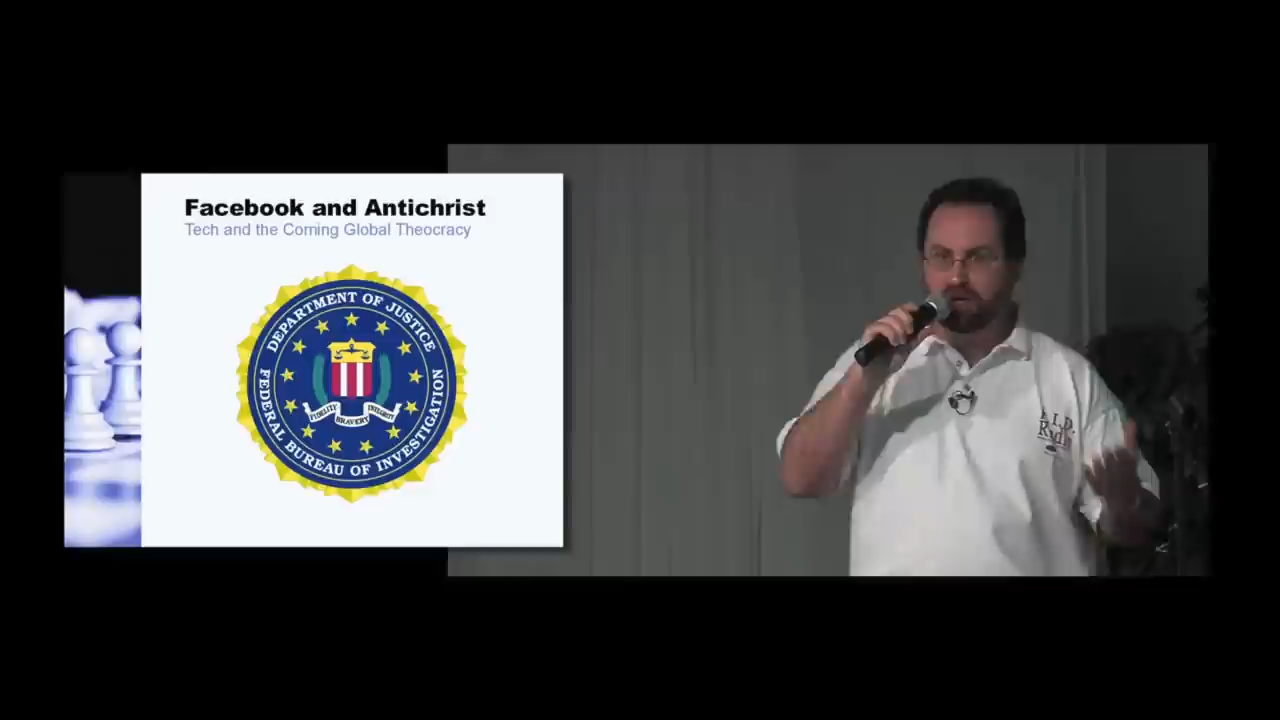 Facebook and Antichrist
Tech and the Coming Global Theocracy
DEPARTMENT OF JUSTICE
FIDELITY BRAVERY INTEGRITY
FEDERAL BUREAU OF INVESTIGATION
Radio